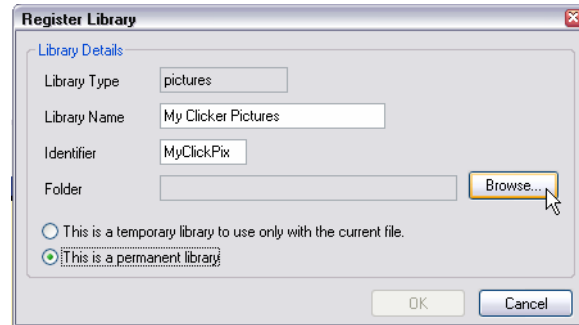 Register Library
Library Details
Library Type pictures
Library Name My Clicker Pictures
Identifier MyClickPix
Folder Browse...
This is a temporary library to use only with the current file.
This is a permanent library
OK Cancel